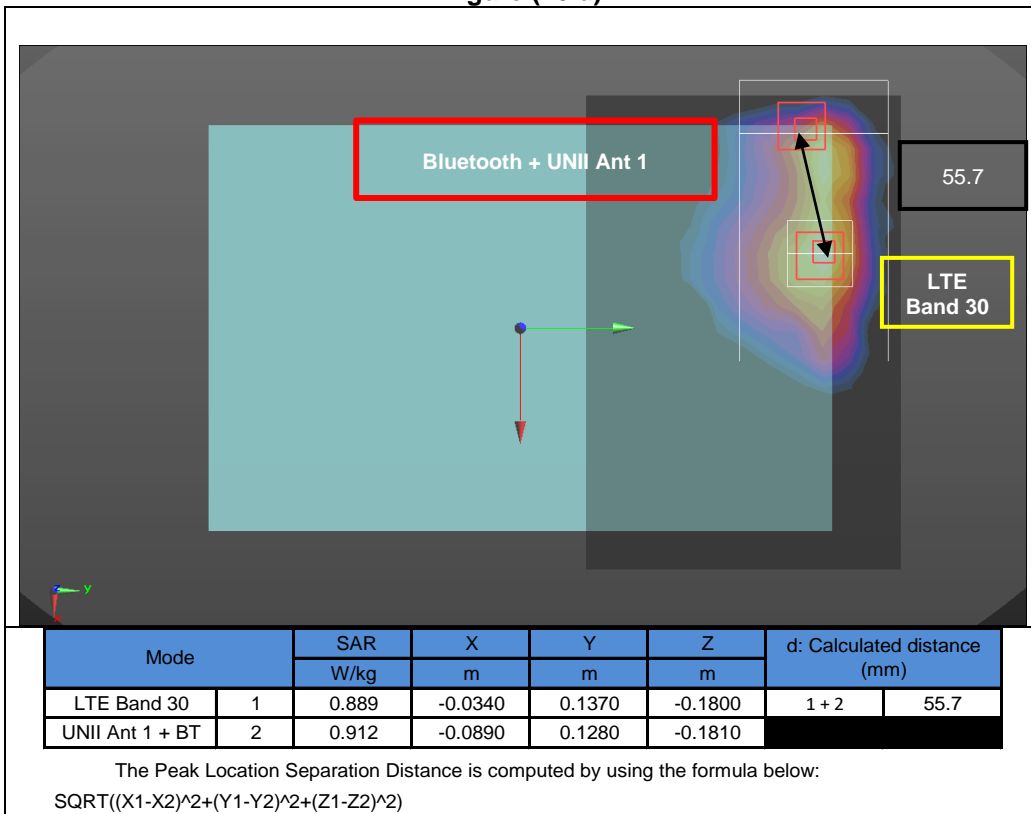 Bluetooth + UNII Ant 1
55.7
LTE
Band 30
y
Mode SAR X Y Z d: Calculated distance (mm)
W/kg m m m
LTE Band 30 1 0.889 -0.0340 0.1370 -0.1800 1 + 2 55.7
UNII Ant 1 + BT 2 0.912 -0.0890 0.1280 -0.1810
The Peak Location Separation Distance is computed by using the formula below:
SQRT((X1-X2)^2+(Y1-Y2)^2+(Z1-Z2)^2)